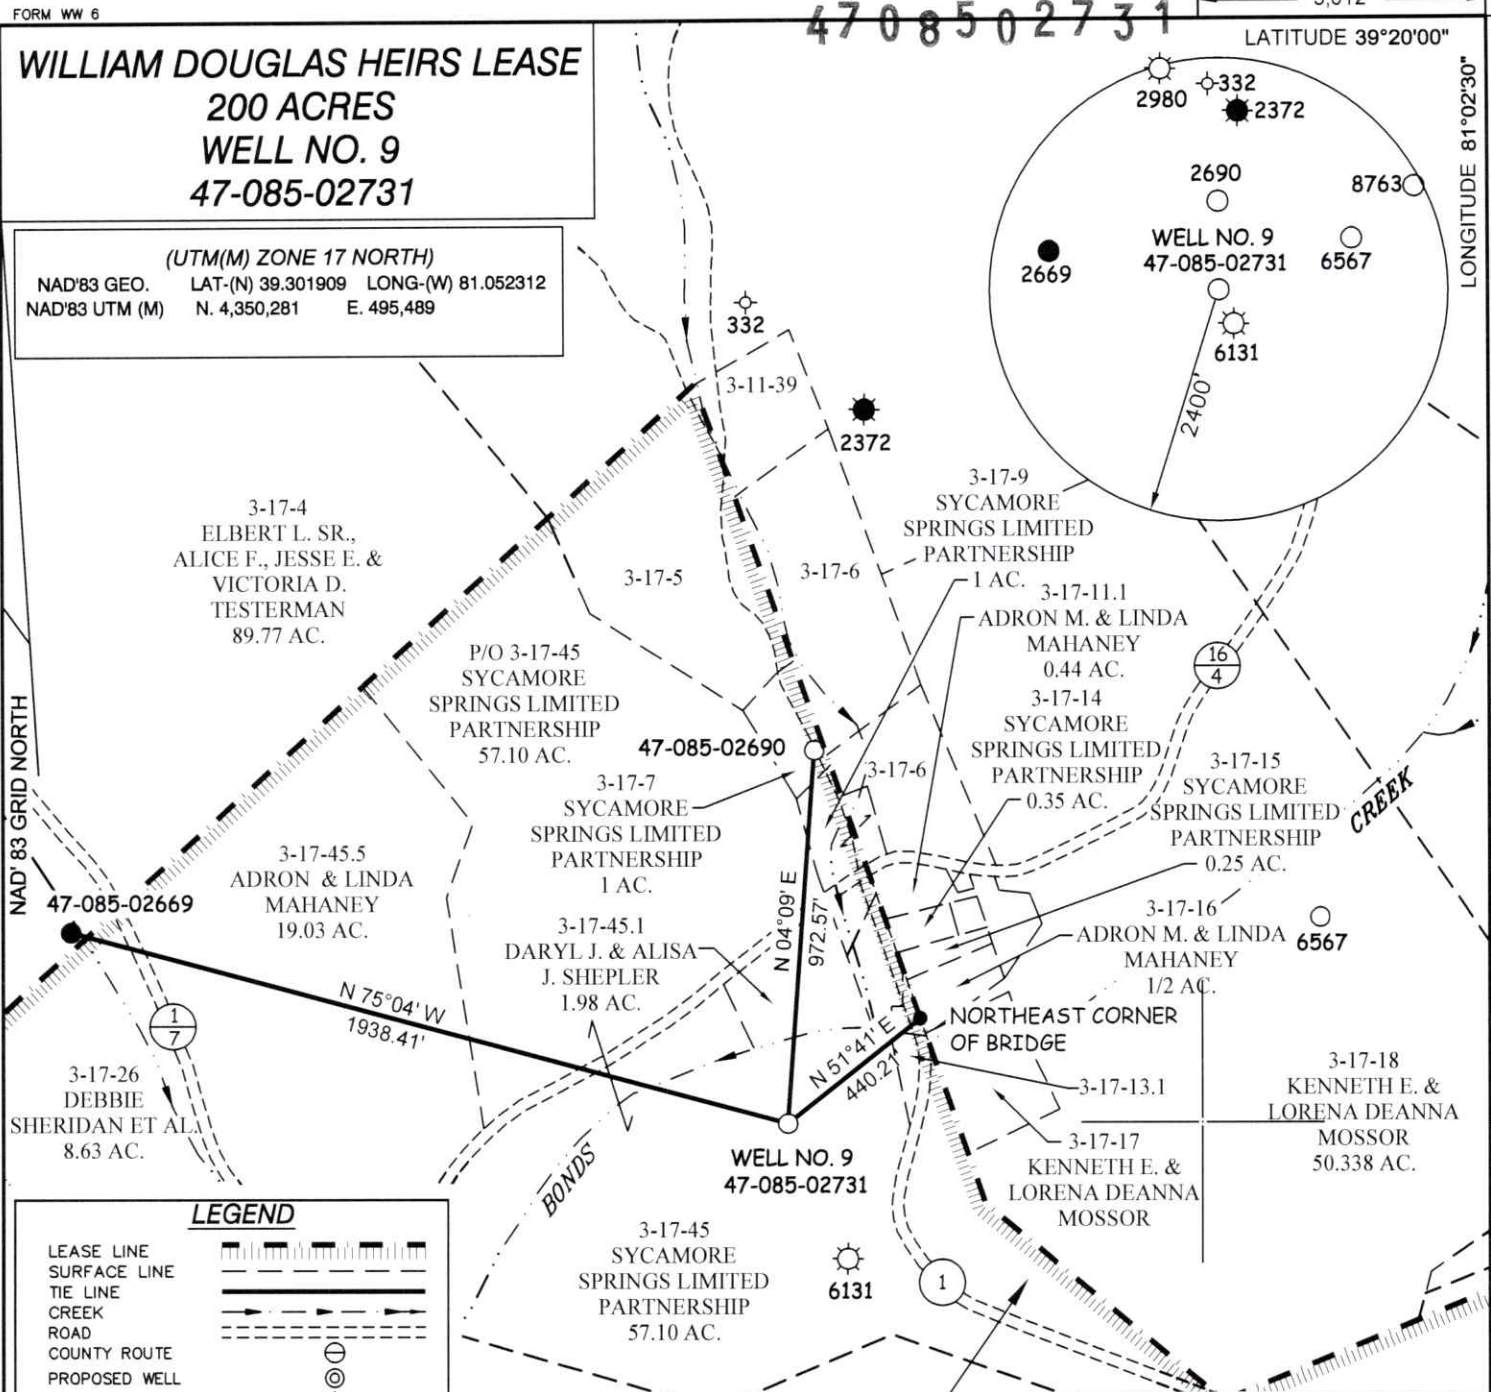 FORM WW 6
4708502731
LATITUDE 39°20'00"
LONGITUDE 81°02'30"
WILLIAM DOUGLAS HEIRS LEASE
200 ACRES
WELL NO. 9
47-085-02731
(UTM(M) ZONE 17 NORTH)
NAD'83 GEO. LAT-(N) 39.301909 LONG-(W) 81.052312
NAD'83 UTM (M) N. 4,350,281 E. 495,489
2980
332
2372
2690
8763
WELL NO. 9
47-085-02731
6567
2669
6131
2400'
332
3-11-39
2372
3-17-4
ELBERT L. SR.,
ALICE F., JESSE E. &
VICTORIA D.
TESTERMAN
89.77 AC.
3-17-5
3-17-6
3-17-9
SYCAMORE
SPRINGS LIMITED
PARTNERSHIP
1 AC.
3-17-11.1
ADRON M. & LINDA
MAHANEY
0.44 AC.
16
4
P/O 3-17-45
SYCAMORE
SPRINGS LIMITED
PARTNERSHIP
57.10 AC.
3-17-14
SYCAMORE
SPRINGS LIMITED
PARTNERSHIP
0.35 AC.
47-085-02690
3-17-6
3-17-7
SYCAMORE
SPRINGS LIMITED
PARTNERSHIP
1 AC.
3-17-15
SYCAMORE
SPRINGS LIMITED
PARTNERSHIP
0.25 AC.
CREEK
NAD' 83 GRID NORTH
3-17-45.5
ADRON & LINDA
MAHANEY
19.03 AC.
47-085-02669
3-17-45.1
DARYL J. & ALISA
J. SHEPLER
1.98 AC.
N 04°09' E
972.57'
3-17-16
ADRON M. & LINDA
MAHANEY
1/2 AC.
6567
N 75°04' W
1938.41'
1
7
N 51°41' E
440.21'
NORTHEAST CORNER
OF BRIDGE
3-17-13.1
3-17-26
DEBBIE
SHERIDAN ET AL.
8.63 AC.
3-17-18
KENNETH E. &
LORENA DEANNA
MOSSOR
50.338 AC.
3-17-17
KENNETH E. &
LORENA DEANNA
MOSSOR
WELL NO. 9
47-085-02731
BONDS
3-17-45
SYCAMORE
SPRINGS LIMITED
PARTNERSHIP
57.10 AC.
6131
1
LEGEND
LEASE LINE
SURFACE LINE
TIE LINE
CREEK
ROAD
COUNTY ROUTE
PROPOSED WELL